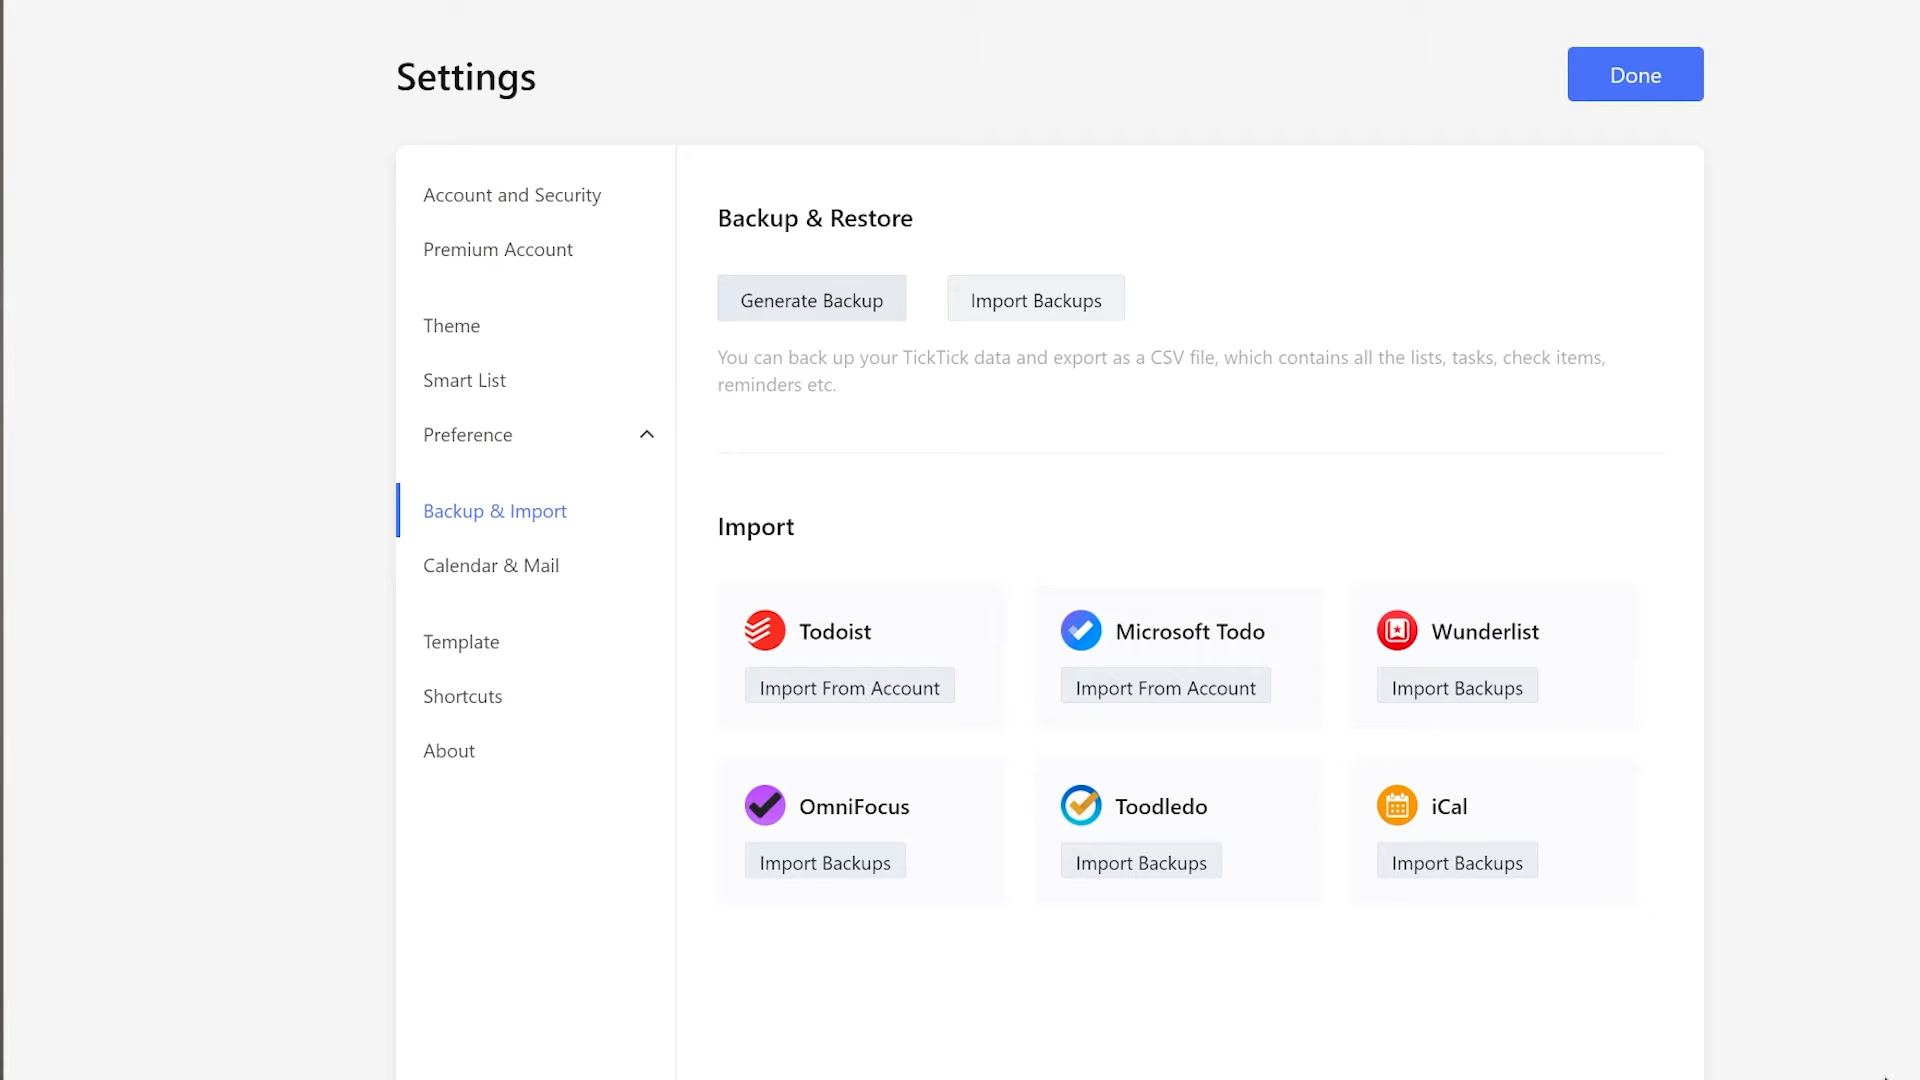 Settings
Done
Account and Security
Premium Account
Theme
Smart List
Preference
Backup & Import
Calendar & Mail
Template
Shortcuts
About
Backup & Restore
Generate Backup
Import Backups
You can back up your TickTick data and export as a CSV file, which contains all the lists, tasks, check items,
reminders etc.
Import
Todoist
Import From Account
Microsoft Todo
Import From Account
Wunderlist
Import Backups
OmniFocus
Import Backups
Toodledo
Import Backups
iCal
Import Backups